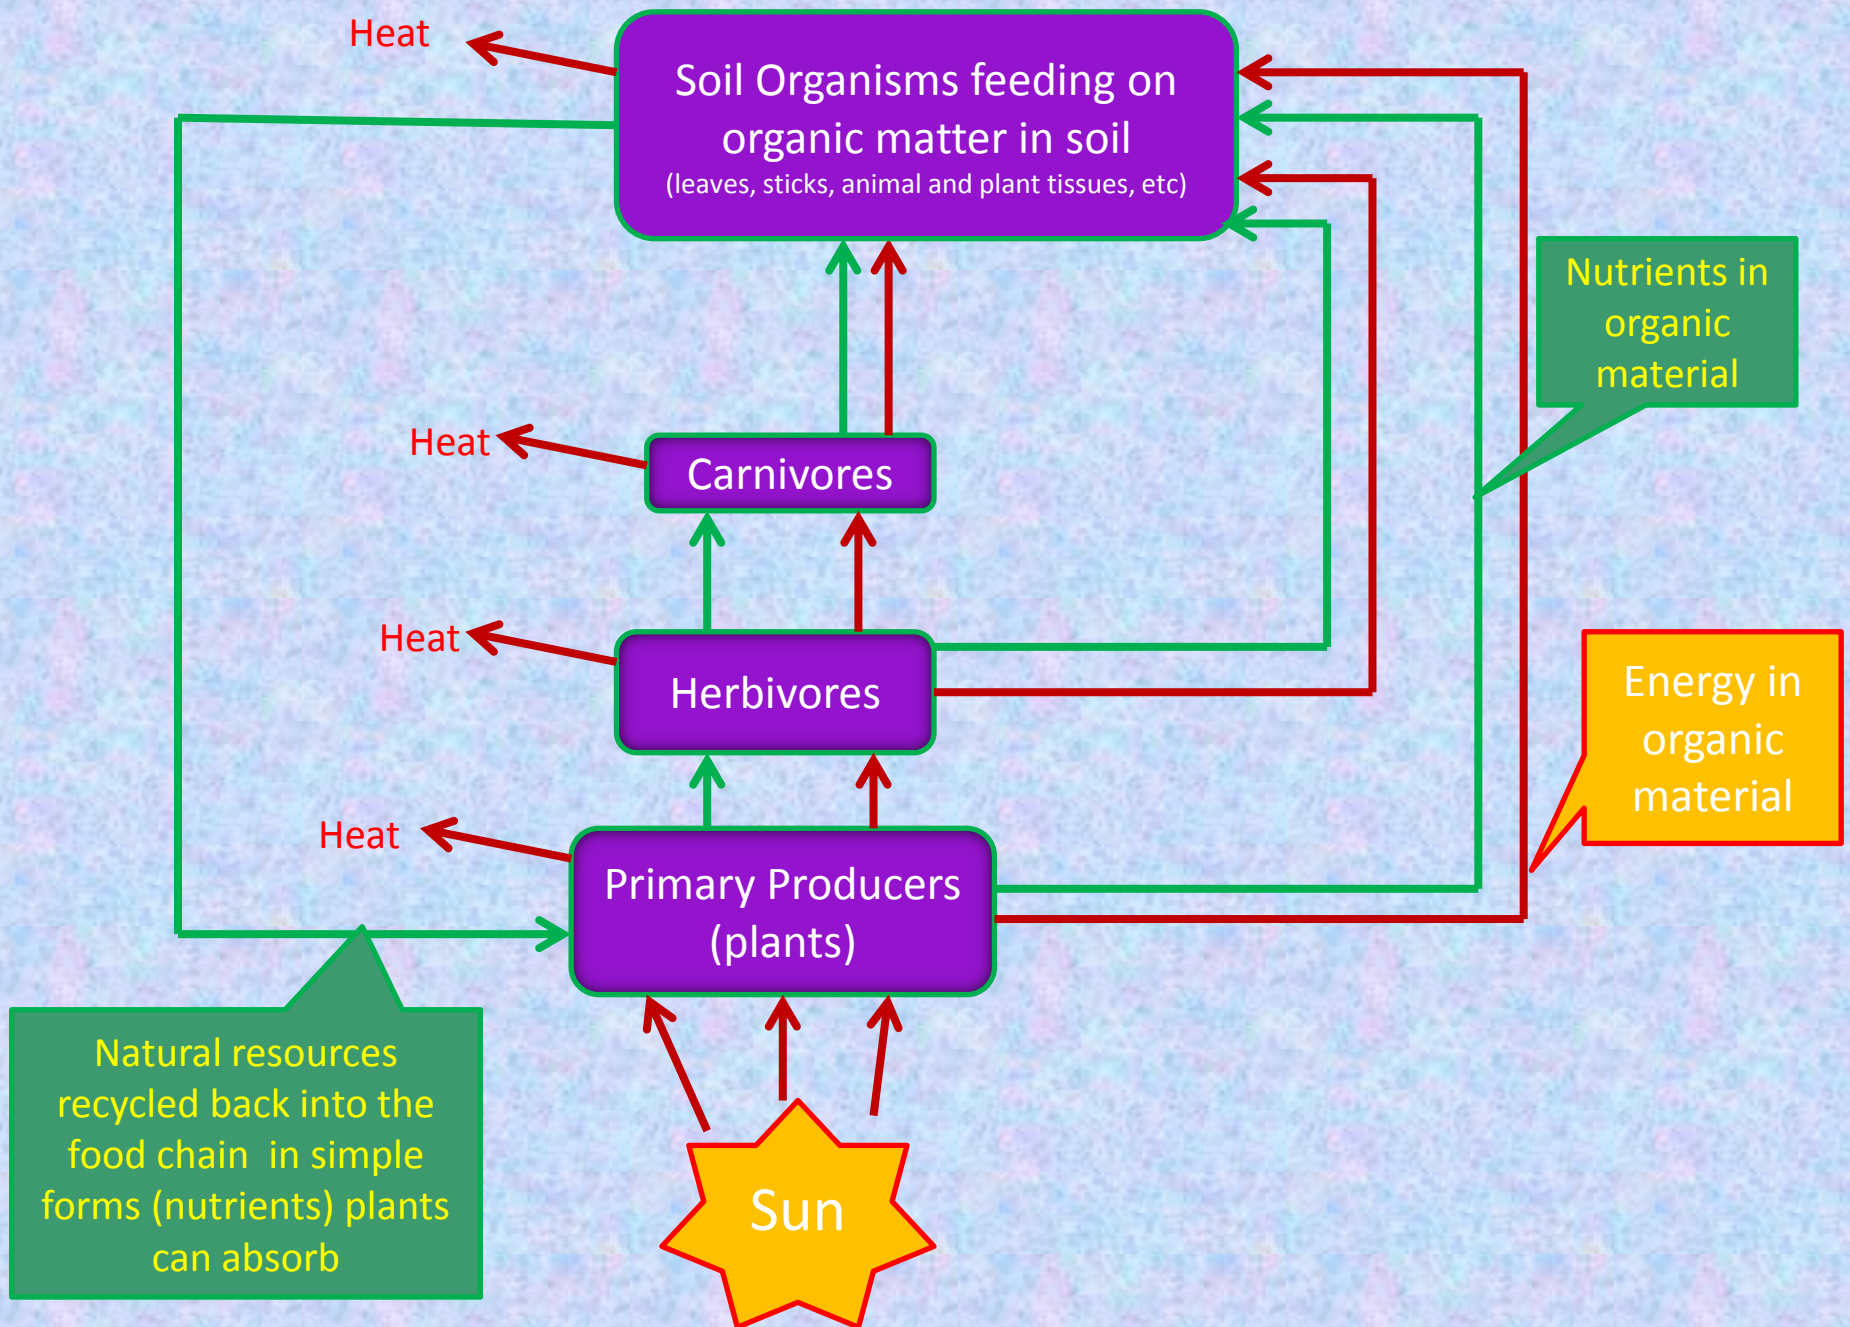 Heat
Soil Organisms feeding on
organic matter in soil
(leaves, sticks, animal and plant tissues, etc)
Nutrients in
organic
material
Heat
Carnivores
Heat
Herbivores
Energy in
organic
material
Heat
Primary Producers
(plants)
Natural resources
recycled back into the
food chain  in simple
forms (nutrients) plants
can absorb
Sun